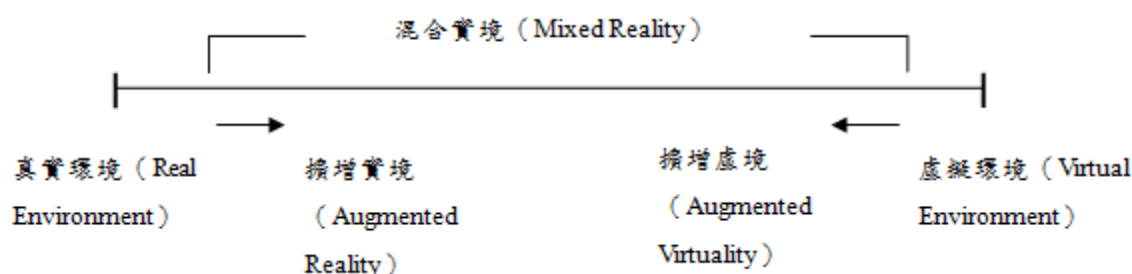 混合實境（Mixed Reality）
真實環境（Real
Environment）
擴增實境
（Augmented
Reality）
擴增虛境
（Augmented
Virtuality）
虛擬環境（Virtual
Environment）